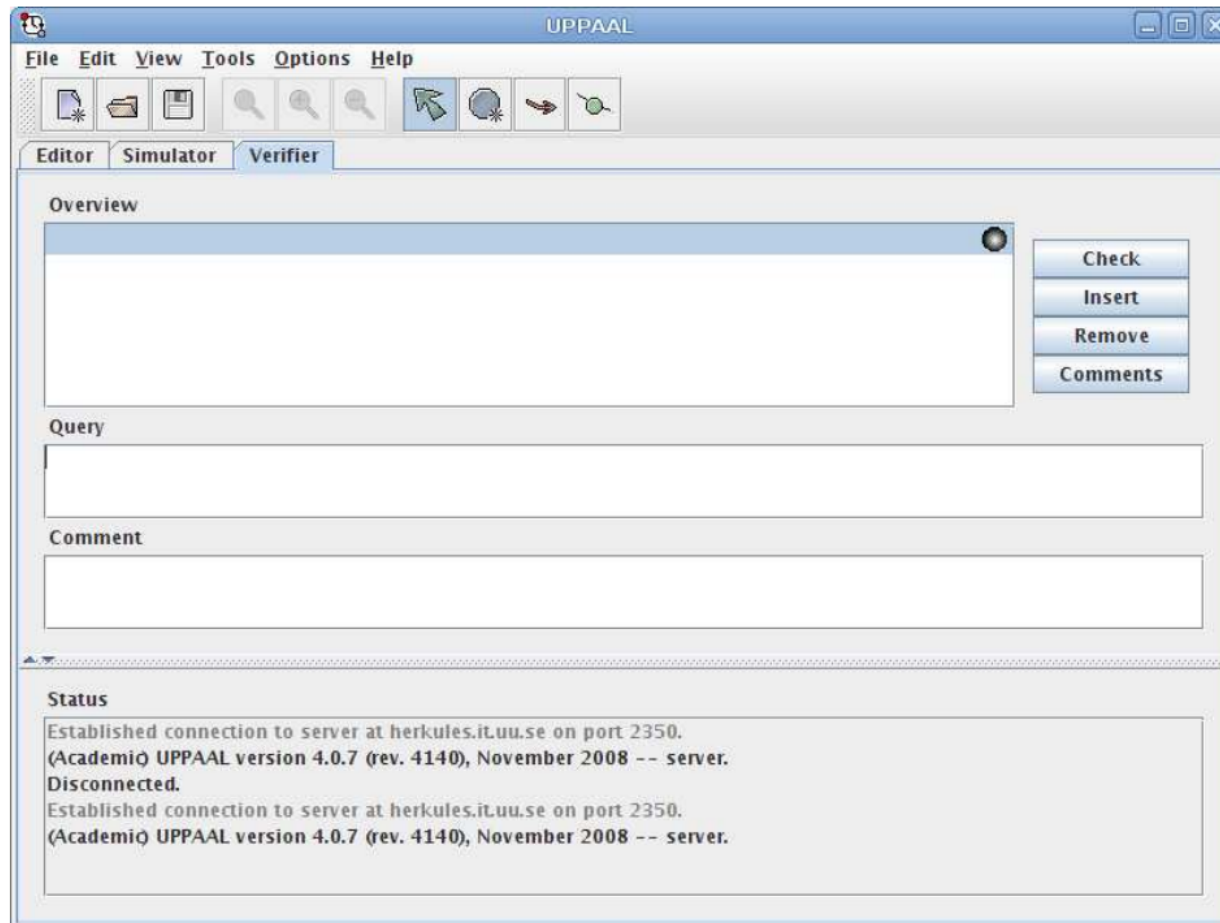 UPPAAL
File Edit View Tools Options Help
Editor Simulator Verifier
Overview
Check
Insert
Remove
Comments
Query
Comment
Status
Established connection to server at herkules.it.uu.se on port 2350.
(Academic) UPPAAL version 4.0.7 (rev. 4140), November 2008 -- server.
Disconnected.
Established connection to server at herkules.it.uu.se on port 2350.
(Academic) UPPAAL version 4.0.7 (rev. 4140), November 2008 -- server.